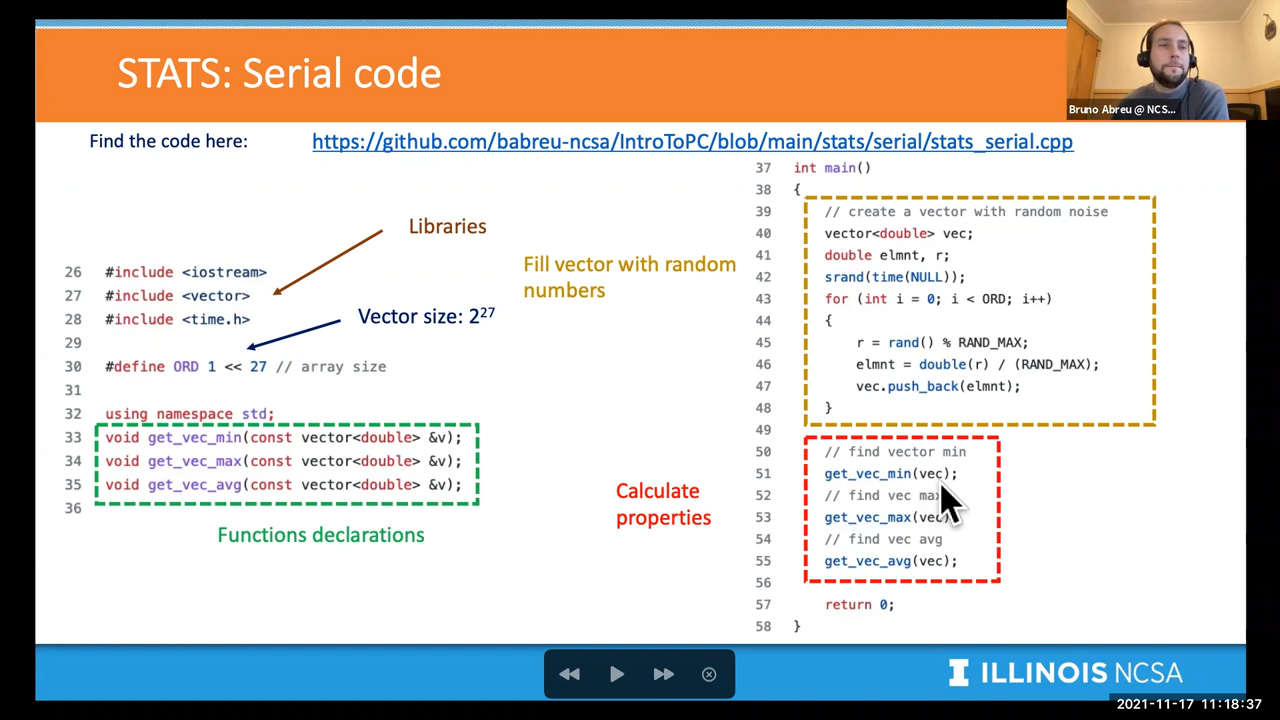 STATS: Serial code
Bruno Abreu @ NCS...
Find the code here:
https://github.com/babreu-ncsa/IntroToPC/blob/main/stats/serial/stats_serial.cpp
Libraries
26 #include <iostream>
27 #include <vector>
28 #include <time.h>
29
Vector size: 2²⁷
30 #define ORD 1 << 27 // array size
31
32 using namespace std;
33 void get_vec_min(const vector<double> &v);
34 void get_vec_max(const vector<double> &v);
35 void get_vec_avg(const vector<double> &v);
36
Functions declarations
Fill vector with random
numbers
Calculate
properties
37 int main()
38 {
39 // create a vector with random noise
40 vector<double> vec;
41 double elmnt, r;
42 srand(time(NULL));
43 for (int i = 0; i < ORD; i++)
44 {
45 r = rand() % RAND_MAX;
46 elmnt = double(r) / (RAND_MAX);
47 vec.push_back(elmnt);
48 }
49
50 // find vector min
51 get_vec_min(vec);
52 // find vec max
53 get_vec_max(vec)
54 // find vec avg
55 get_vec_avg(vec);
56
57 return 0;
58 }
I ILLINOIS NCSA
2021-11-17 11:18:37